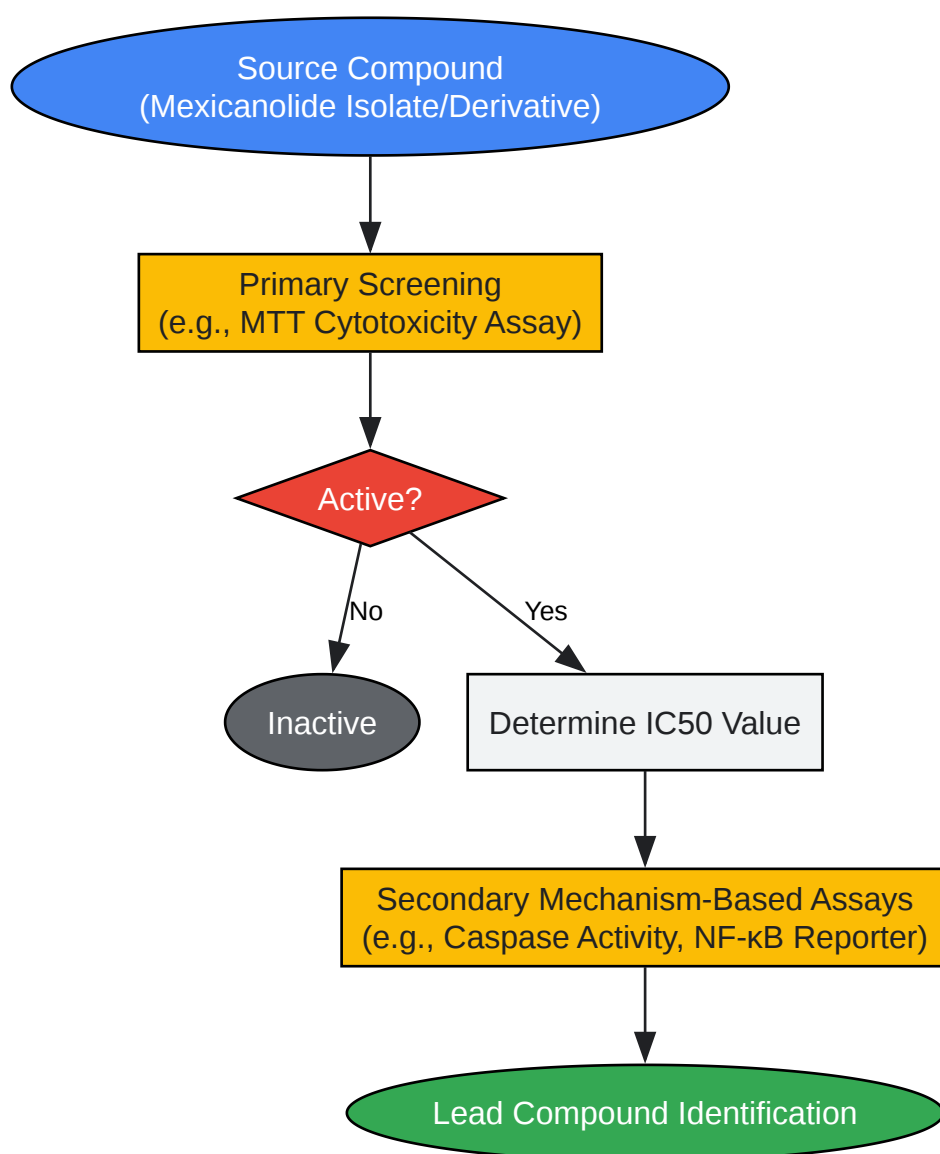 Source Compound
(Mexicanolide Isolate/Derivative)
Primary Screening
(e.g., MTT Cytotoxicity Assay)
Active?
No
Yes
Inactive
Determine IC50 Value
Secondary Mechanism-Based Assays
(e.g., Caspase Activity, NF-κB Reporter)
Lead Compound Identification